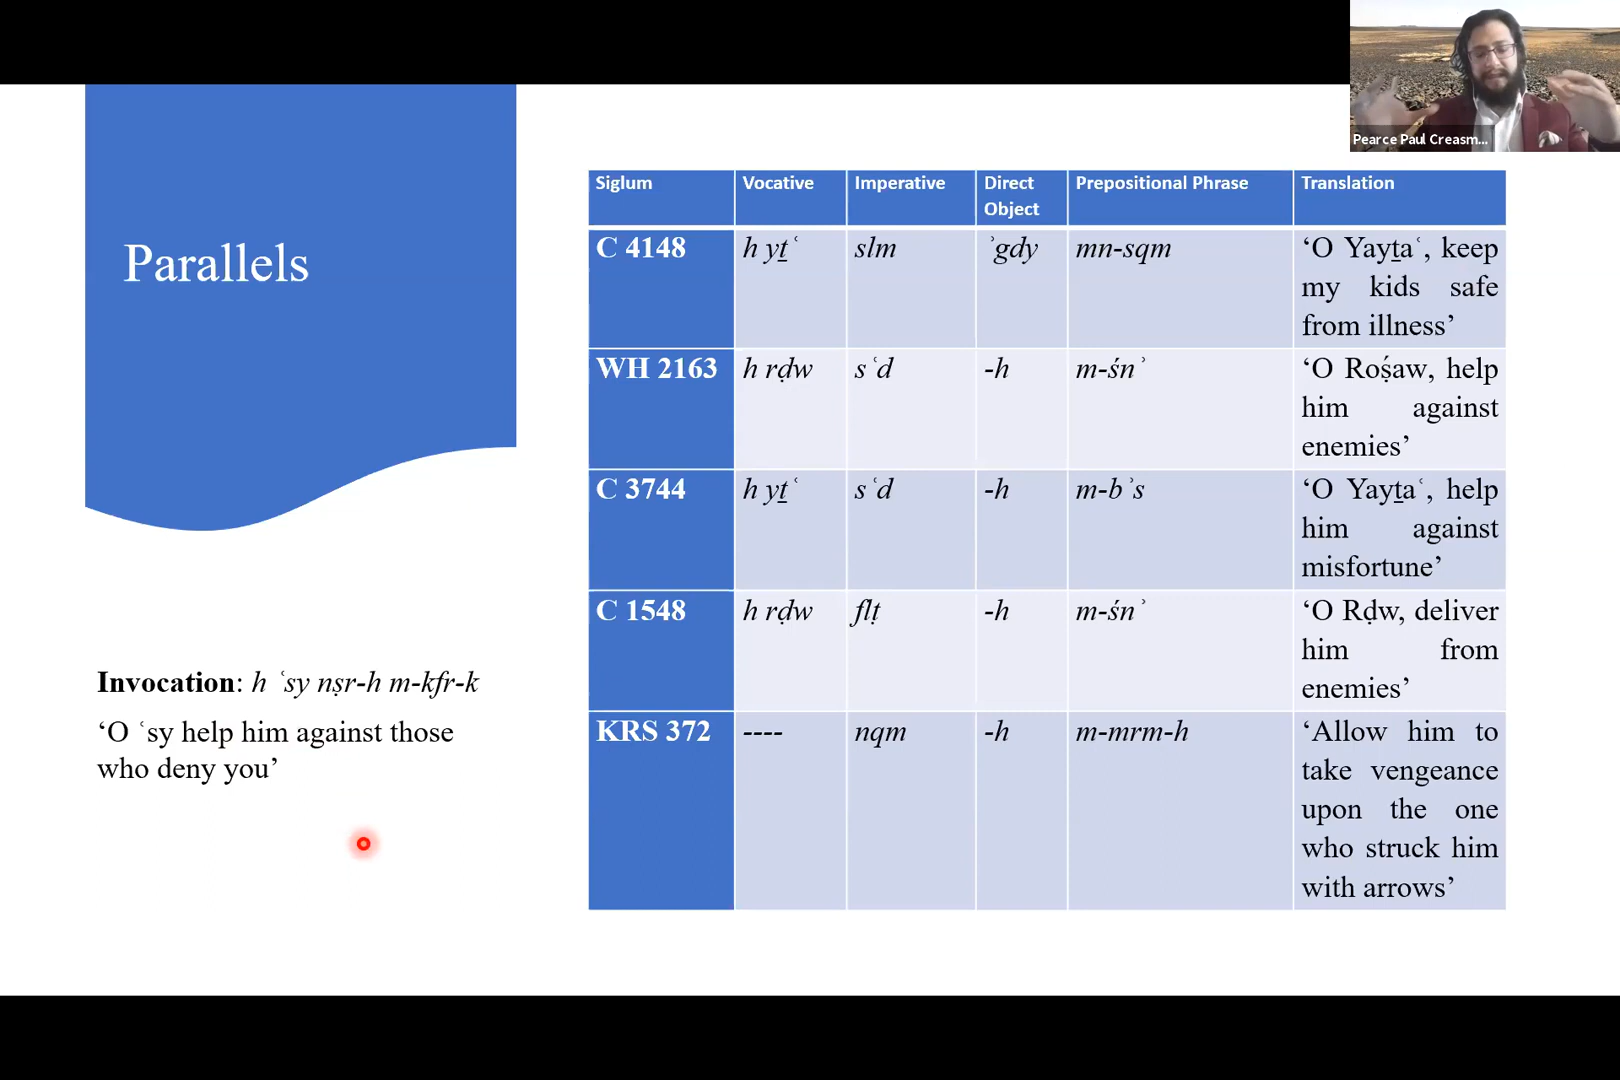 Pearce Paul Creasm...
Parallels
Invocation: h ʿsy nṣr-h m-kfr-k
‘O ʿsy help him against those
who deny you’
Siglum Vocative Imperative Direct Object Prepositional Phrase Translation
C 4148 h yṯʿ slm ʾgdy mn-sqm ‘O Yayṯaʿ, keep
my kids safe
from illness’
WH 2163 h rḍw sʿd -h m-śnʾ ‘O Roṣ́aw, help
him against
enemies’
C 3744 h yṯʿ sʿd -h m-bʾs ‘O Yayṯaʿ, help
him against
misfortune’
C 1548 h rḍw flṭ -h m-śnʾ ‘O Rḍw, deliver
him from
enemies’
KRS 372 ---- nqm -h m-mrm-h ‘Allow him to
take vengeance
upon the one
who struck him
with arrows’